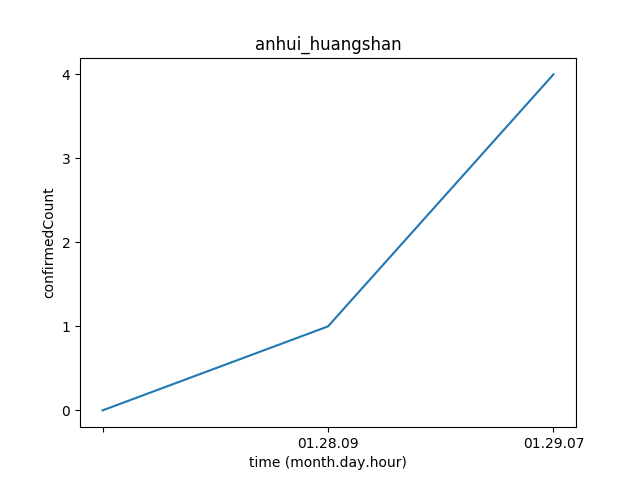 anhui_huangshan
4
3
2
1
0
confirmedCount
01.28.09
01.29.07
time (month.day.hour)